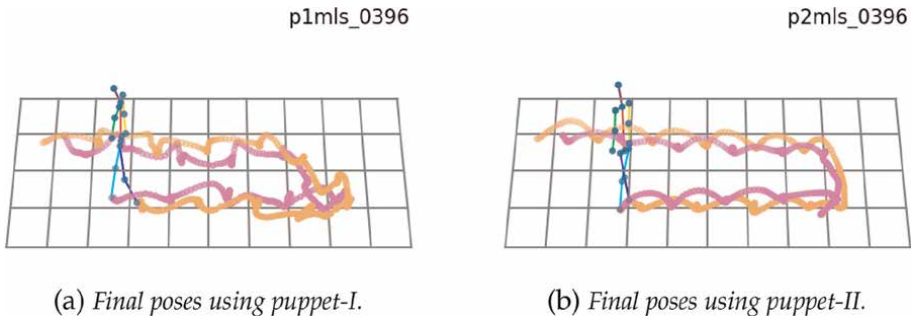 p1mls_0396
p2mls_0396
(a) Final poses using puppet-I.
(b) Final poses using puppet-II.